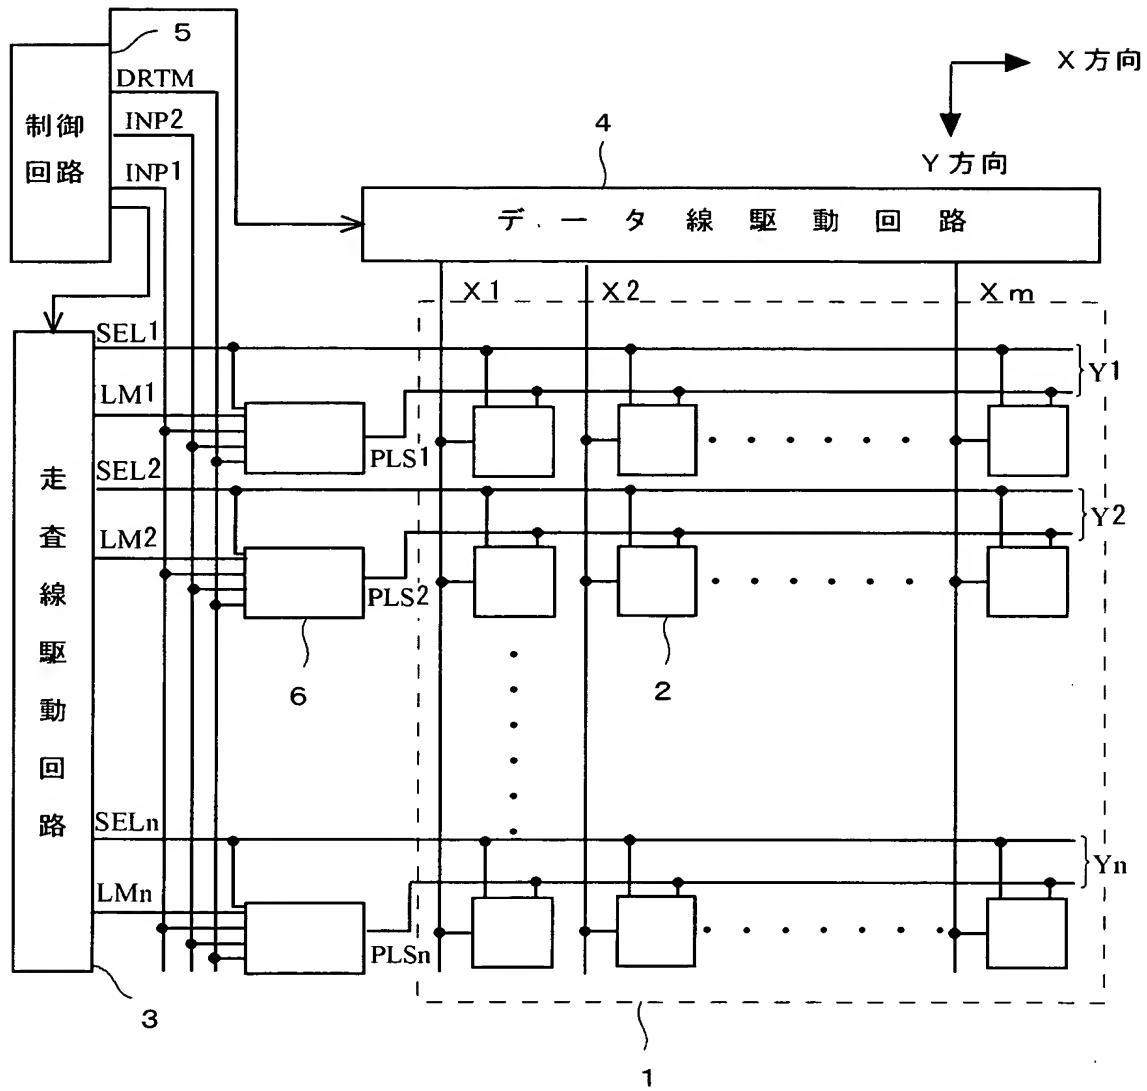 5
DRTM
INP2
INP1
制御
回路
X方向
Y方向
4
デ ー タ 線 駆 動 回 路
X1
X2
Xm
SEL1
LM1
PLS1
Y1
SEL2
LM2
PLS2
Y2
走
査
線
駆
動
回
路
6
2
SELn
LMn
PLSn
Yn
3
1